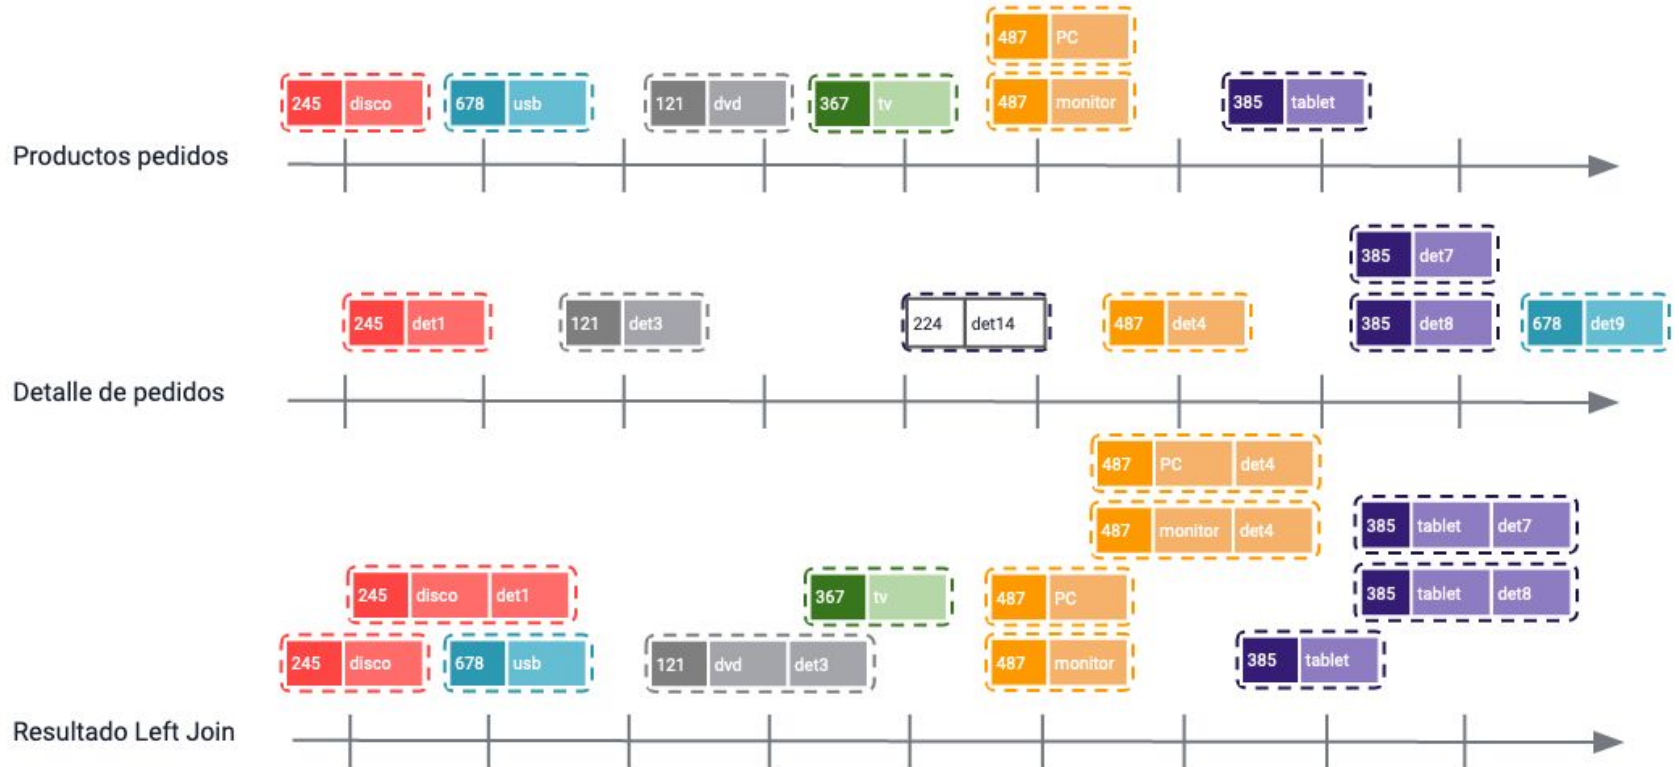 487 PC
245 disco 678 usb 121 dvd 367 tv 487 monitor 385 tablet
Productos pedidos
385 det7
245 det1 121 det3 224 det14 487 det4 385 det8 678 det9
Detalle de pedidos
487 PC det4
487 monitor det4 385 tablet det7
245 disco det1 367 tv 487 PC 385 tablet det8
245 disco 678 usb 121 dvd det3 487 monitor 385 tablet
Resultado Left Join